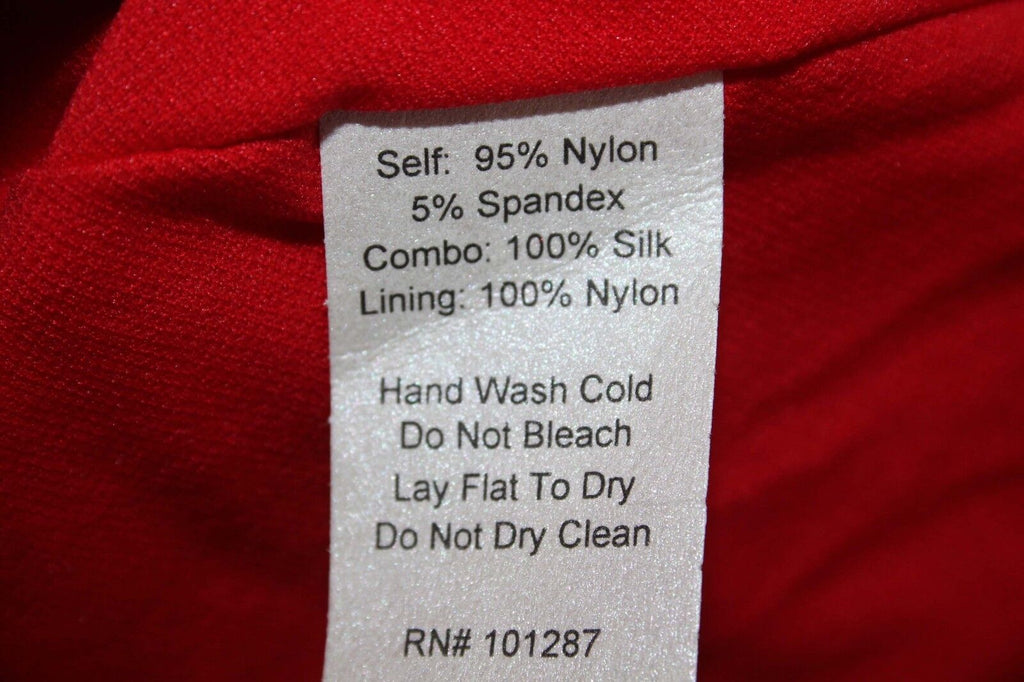 Self: 95% Nylon
5% Spandex
Combo: 100% Silk
Lining: 100% Nylon
Hand Wash Cold
Do Not Bleach
Lay Flat To Dry
Do Not Dry Clean
RN# 101287